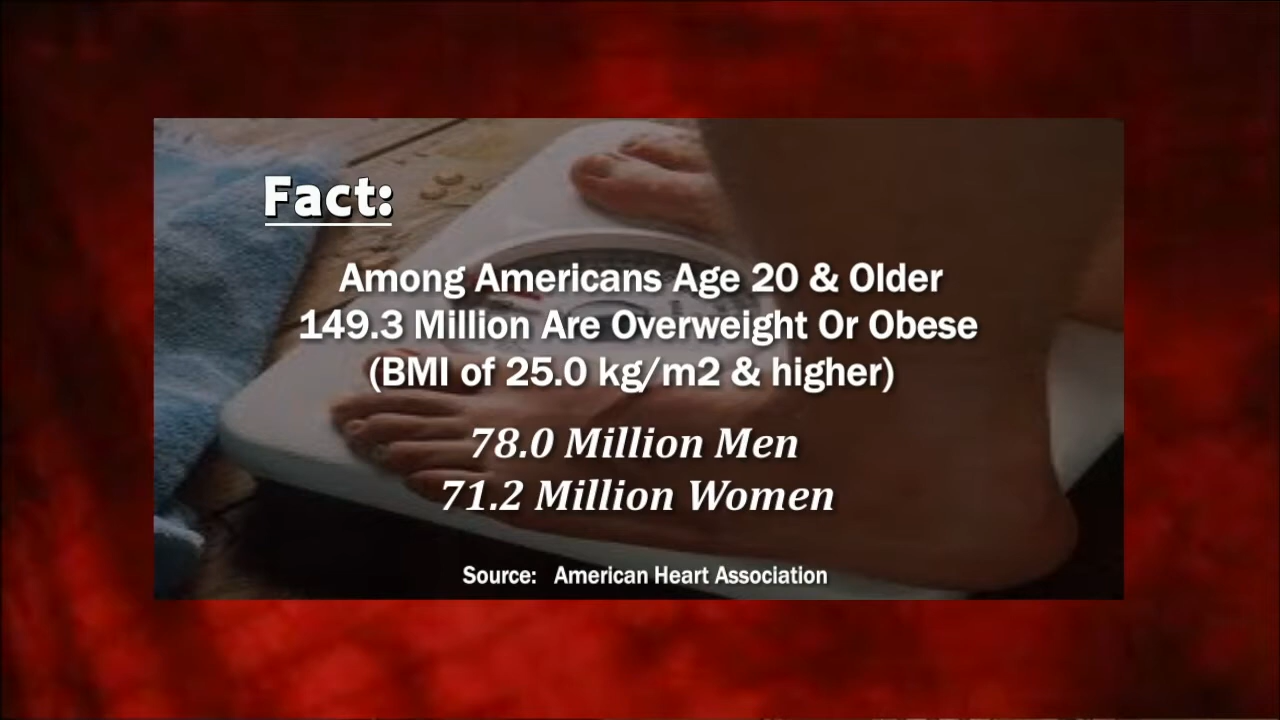 Fact:
Among Americans Age 20 & Older
149.3 Million Are Overweight Or Obese
(BMI of 25.0 kg/m2 & higher)
78.0 Million Men
71.2 Million Women
Source: American Heart Association